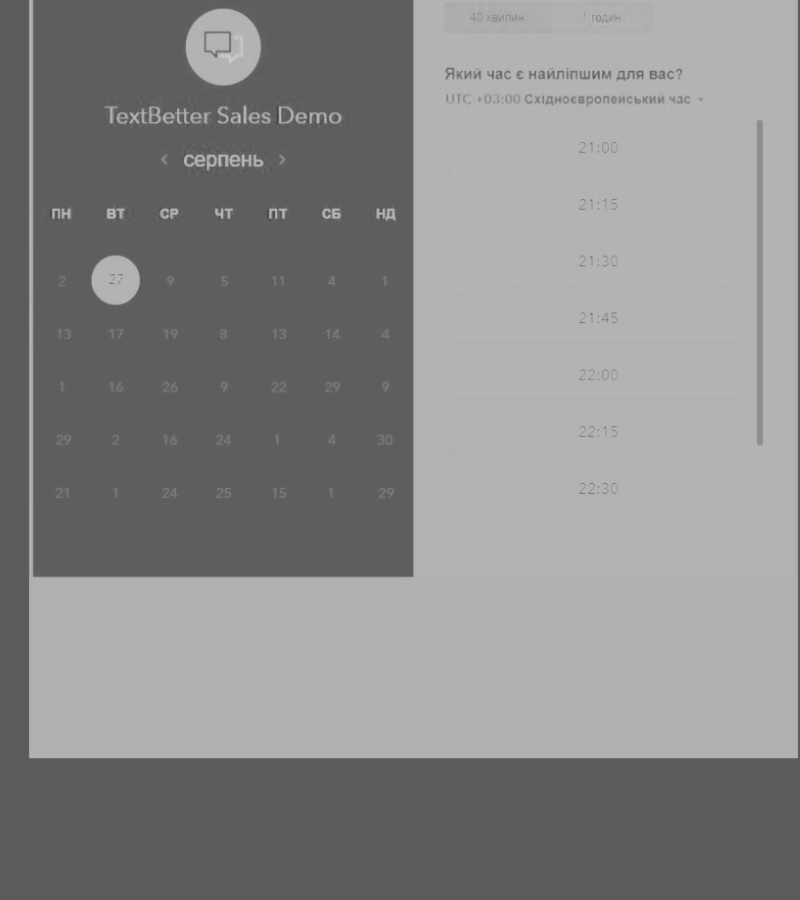 40 хвилин 1 годин
TextBetter Sales Demo
серпень
ПН ВТ СР ЧТ ПТ СБ НД
2 27 9 5 11 4 1
13 17 19 8 13 14 4
1 16 26 9 22 29 9
29 2 16 24 1 4 30
21 1 24 25 15 1 29
Який час є найліпшим для вас?
UTC +03:00 Східноєвропейський час
21:00
21:15
21:30
21:45
22:00
22:15
22:30